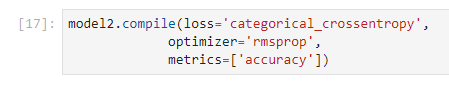 [17]: model2.compile(loss='categorical_crossentropy',
optimizer='rmsprop',
metrics=['accuracy'])